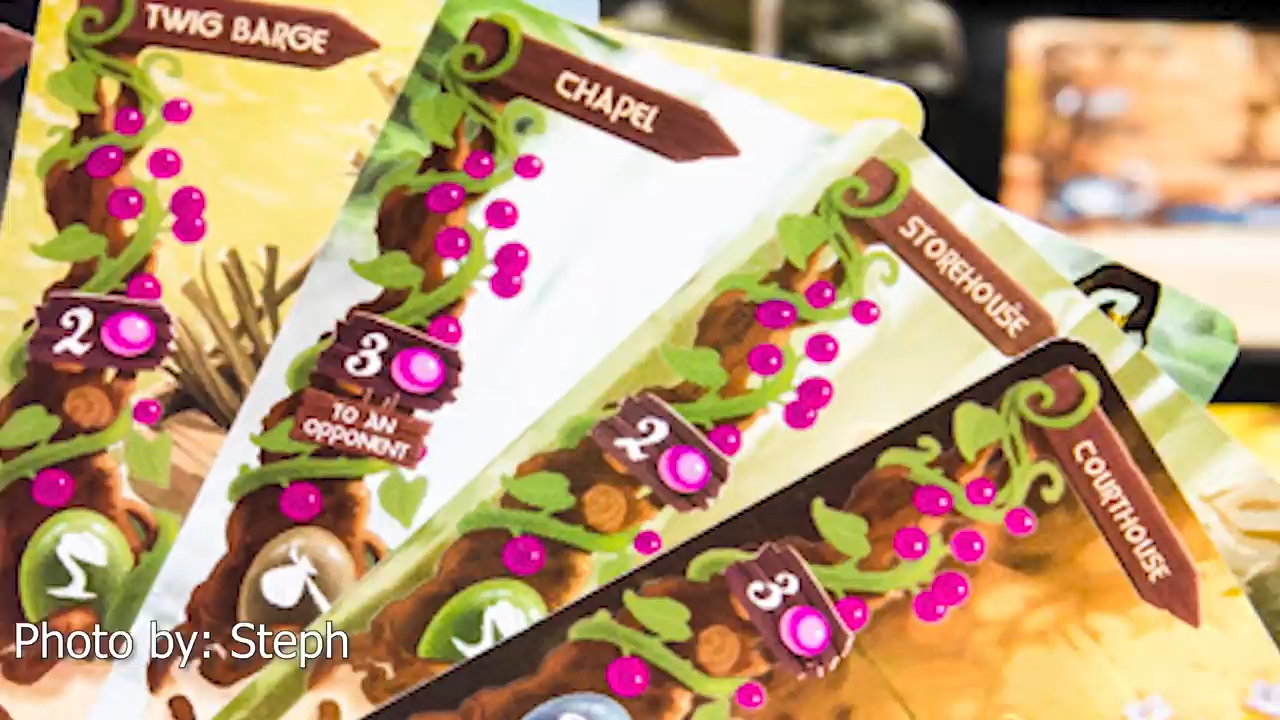 TWIG BARGE
CHAPEL
STOREHOUSE
COURTHOUSE
2
3
TO AN
OPPONENT
2
3
Photo by: Steph